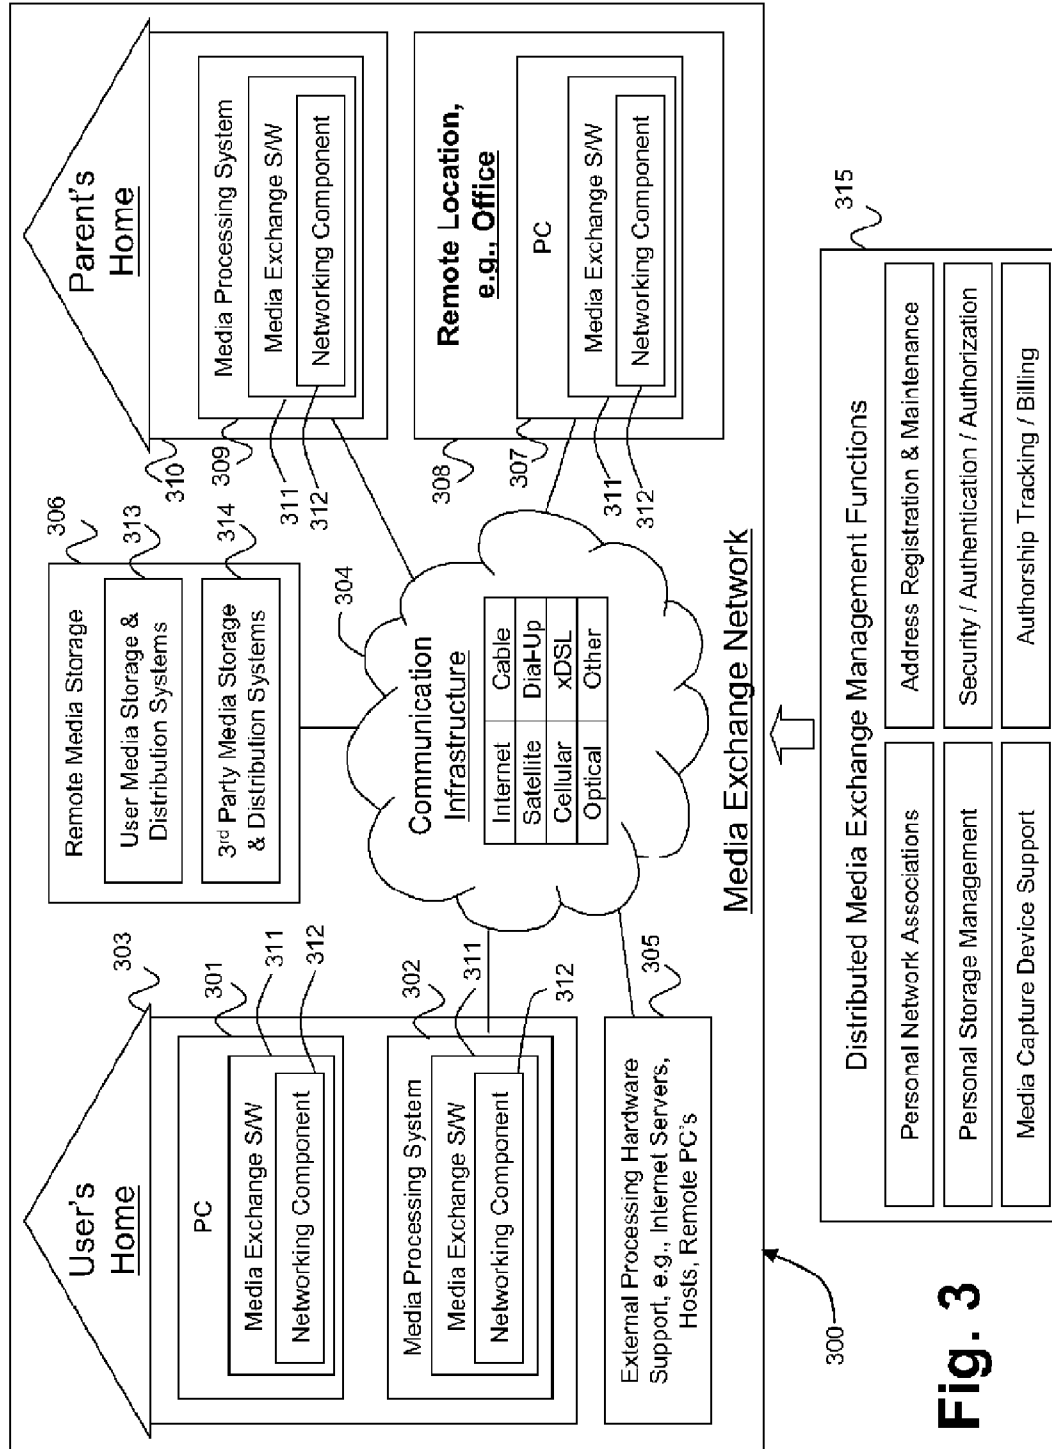 User's
Home
303
PC
301
Media Exchange S/W
311
Networking Component
312
Media Processing System
302
Media Exchange S/W
311
Networking Component
312
External Processing Hardware
Support, e.g., Internet Servers,
Hosts, Remote PC's
305
Remote Media Storage
306
User Media Storage &
Distribution Systems
313
3rd Party Media Storage
& Distribution Systems
314
304
Communication
Infrastructure
Internet Cable
Satellite Dial-Up
Cellular xDSL
Optical Other
Parent's
Home
310
Media Processing System
309
Media Exchange S/W
311
Networking Component
312
Remote Location,
e.g., Office
308
PC
307
Media Exchange S/W
311
Networking Component
312
Media Exchange Network
300
Distributed Media Exchange Management Functions
315
Personal Network Associations
Address Registration & Maintenance
Personal Storage Management
Security / Authentication / Authorization
Media Capture Device Support
Authorship Tracking / Billing
Fig. 3